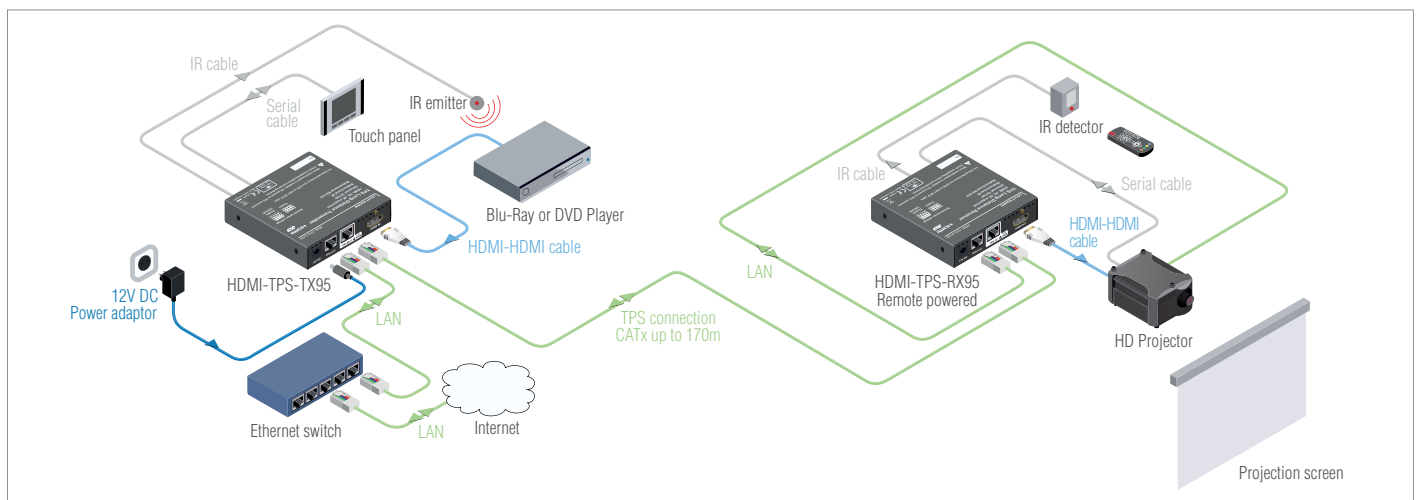 IR cable
Serial
cable
Touch panel
IR emitter
Blu-Ray or DVD Player
HDMI-HDMI cable
HDMI-TPS-TX95
12V DC
Power adaptor
LAN
Ethernet switch
LAN
Internet
TPS connection
CATx up to 170m
LAN
IR cable
IR detector
Serial cable
HDMI-HDMI
cable
HDMI-TPS-RX95
Remote powered
HD Projector
Projection screen